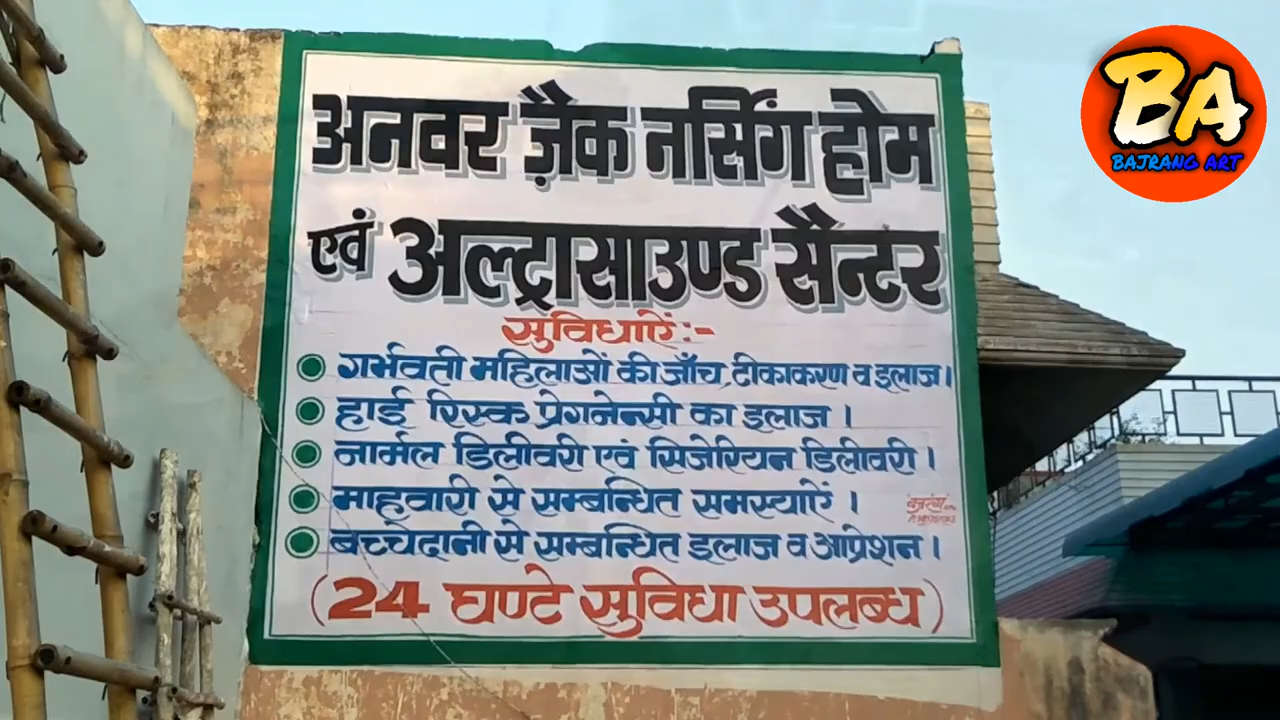 अनवर ज़ैक नर्सिंग होम
एवं अल्ट्रासाउण्ड सैन्टर
सुविधाऐं:-
गर्भवती महिलाओं की जाँच, टीकाकरण व इलाज।
हाई रिस्क प्रेगनेन्सी का इलाज।
नार्मल डिलीवरी एवं सिजेरियन डिलीवरी।
माहवारी से सम्बन्धित समस्याऐं।
बच्चेदानी से सम्बन्धित इलाज व आप्रेशन।
(24 घण्टे सुविधा उपलब्ध)
बजरंग
BA
BAJRANG ART